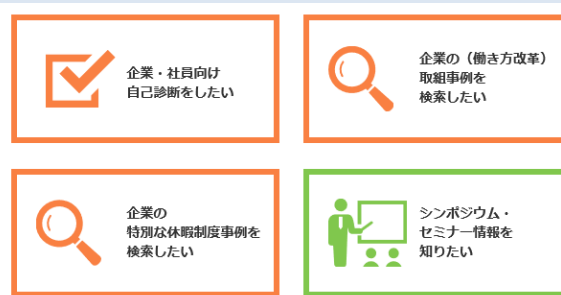 企業・社員向け
自己診断をしたい
企業の（働き方改革）
取組事例を
検索したい
企業の
特別な休暇制度事例を
検索したい
シンポジウム・
セミナー情報を
知りたい